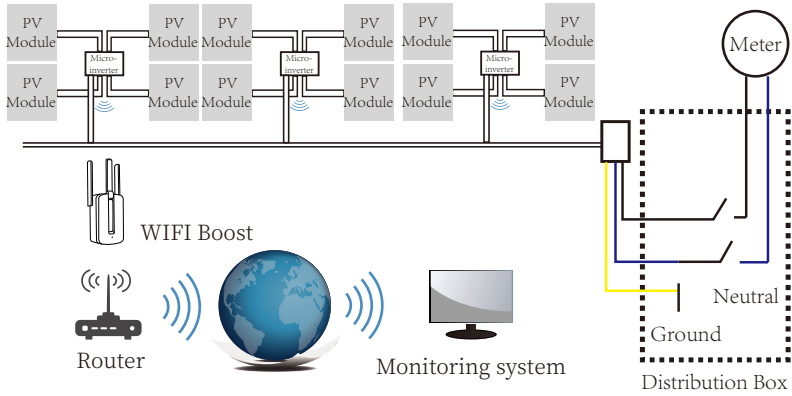 PV
Module
PV
Module
PV
Module
PV
Module
PV
Module
PV
Module
Micro-
inverter
Micro-
inverter
Micro-
inverter
PV
Module
PV
Module
PV
Module
PV
Module
PV
Module
PV
Module
Meter
WIFI Boost
Router
Monitoring system
Neutral
Ground
Distribution Box